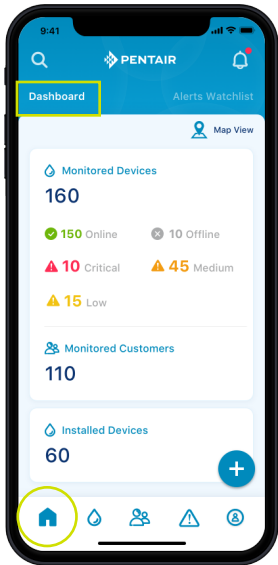 9:41
PENTAIR
Dashboard Alerts Watchlist
Map View
Monitored Devices
160
150 Online 10 Offline
10 Critical 45 Medium
15 Low
Monitored Customers
110
Installed Devices
60